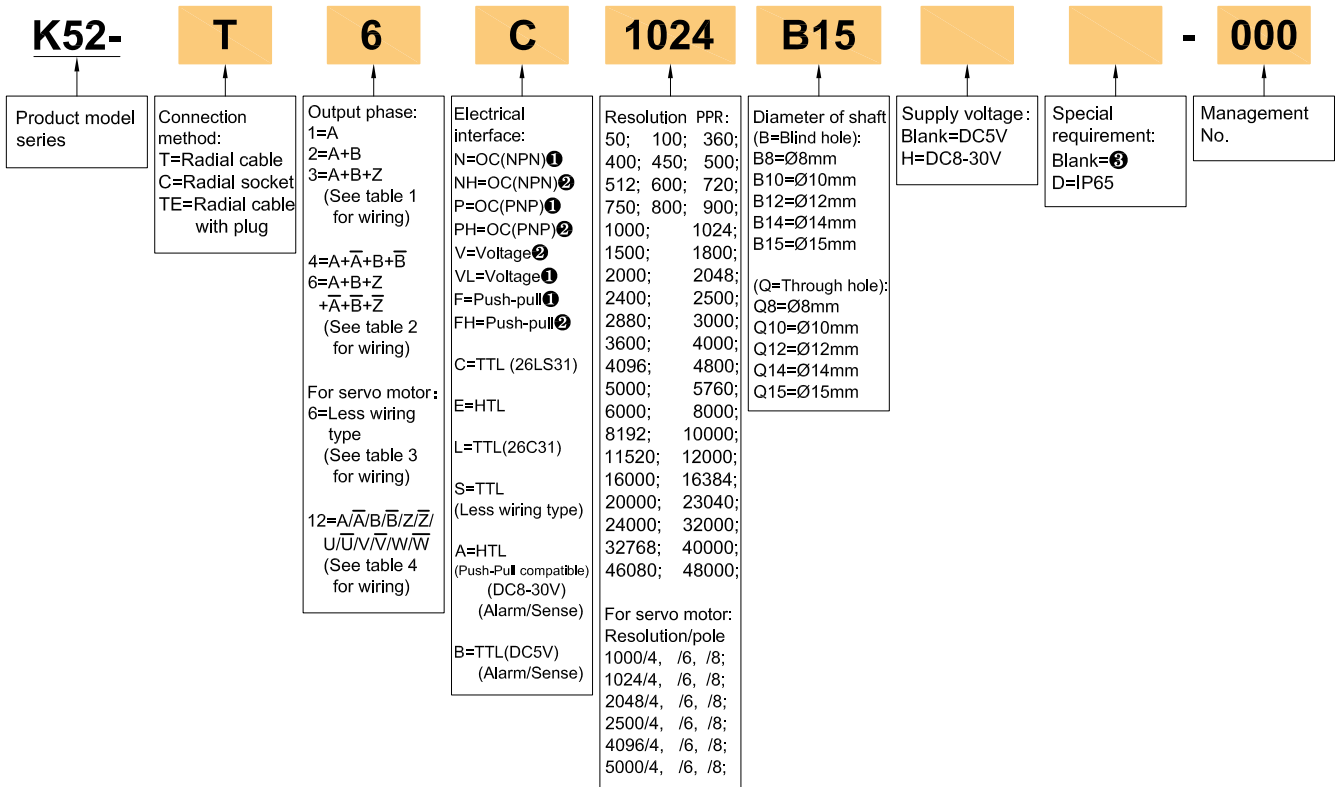 K52- T 6 C 1024 B15 - 000
Product model
series
Connection
method:
T=Radial cable
C=Radial socket
TE=Radial cable
with plug
Output phase:
1=A
2=A+B
3=A+B+Z
(See table 1
for wiring)
4=A+A̅+B+B̅
6=A+B+Z
+A̅+B̅+Z̅
(See table 2
for wiring)
For servo motor:
6=Less wiring
type
(See table 3
for wiring)
12=A/A̅/B/B̅/Z/Z̅/
U/U̅/V/V̅/W/W̅
(See table 4
for wiring)
Electrical
interface:
N=OC(NPN)❶
NH=OC(NPN)❷
P=OC(PNP)❶
PH=OC(PNP)❷
V=Voltage❷
VL=Voltage❶
F=Push-pull❶
FH=Push-pull❷
C=TTL (26LS31)
E=HTL
L=TTL(26C31)
S=TTL
(Less wiring type)
A=HTL
(Push-Pull compatible)
(DC8-30V)
(Alarm/Sense)
B=TTL(DC5V)
(Alarm/Sense)
Resolution PPR:
50; 100; 360;
400; 450; 500;
512; 600; 720;
750; 800; 900;
1000; 1024;
1500; 1800;
2000; 2048;
2400; 2500;
2880; 3000;
3600; 4000;
4096; 4800;
5000; 5760;
6000; 8000;
8192; 10000;
11520; 12000;
16000; 16384;
20000; 23040;
24000; 32000;
32768; 40000;
46080; 48000;
For servo motor:
Resolution/pole
1000/4, /6, /8;
1024/4, /6, /8;
2048/4, /6, /8;
2500/4, /6, /8;
4096/4, /6, /8;
5000/4, /6, /8;
Diameter of shaft
(B=Blind hole):
B8=Ø8mm
B10=Ø10mm
B12=Ø12mm
B14=Ø14mm
B15=Ø15mm
(Q=Through hole):
Q8=Ø8mm
Q10=Ø10mm
Q12=Ø12mm
Q14=Ø14mm
Q15=Ø15mm
Supply voltage:
Blank=DC5V
H=DC8-30V
Special
requirement:
Blank=❸
D=IP65
Management
No.